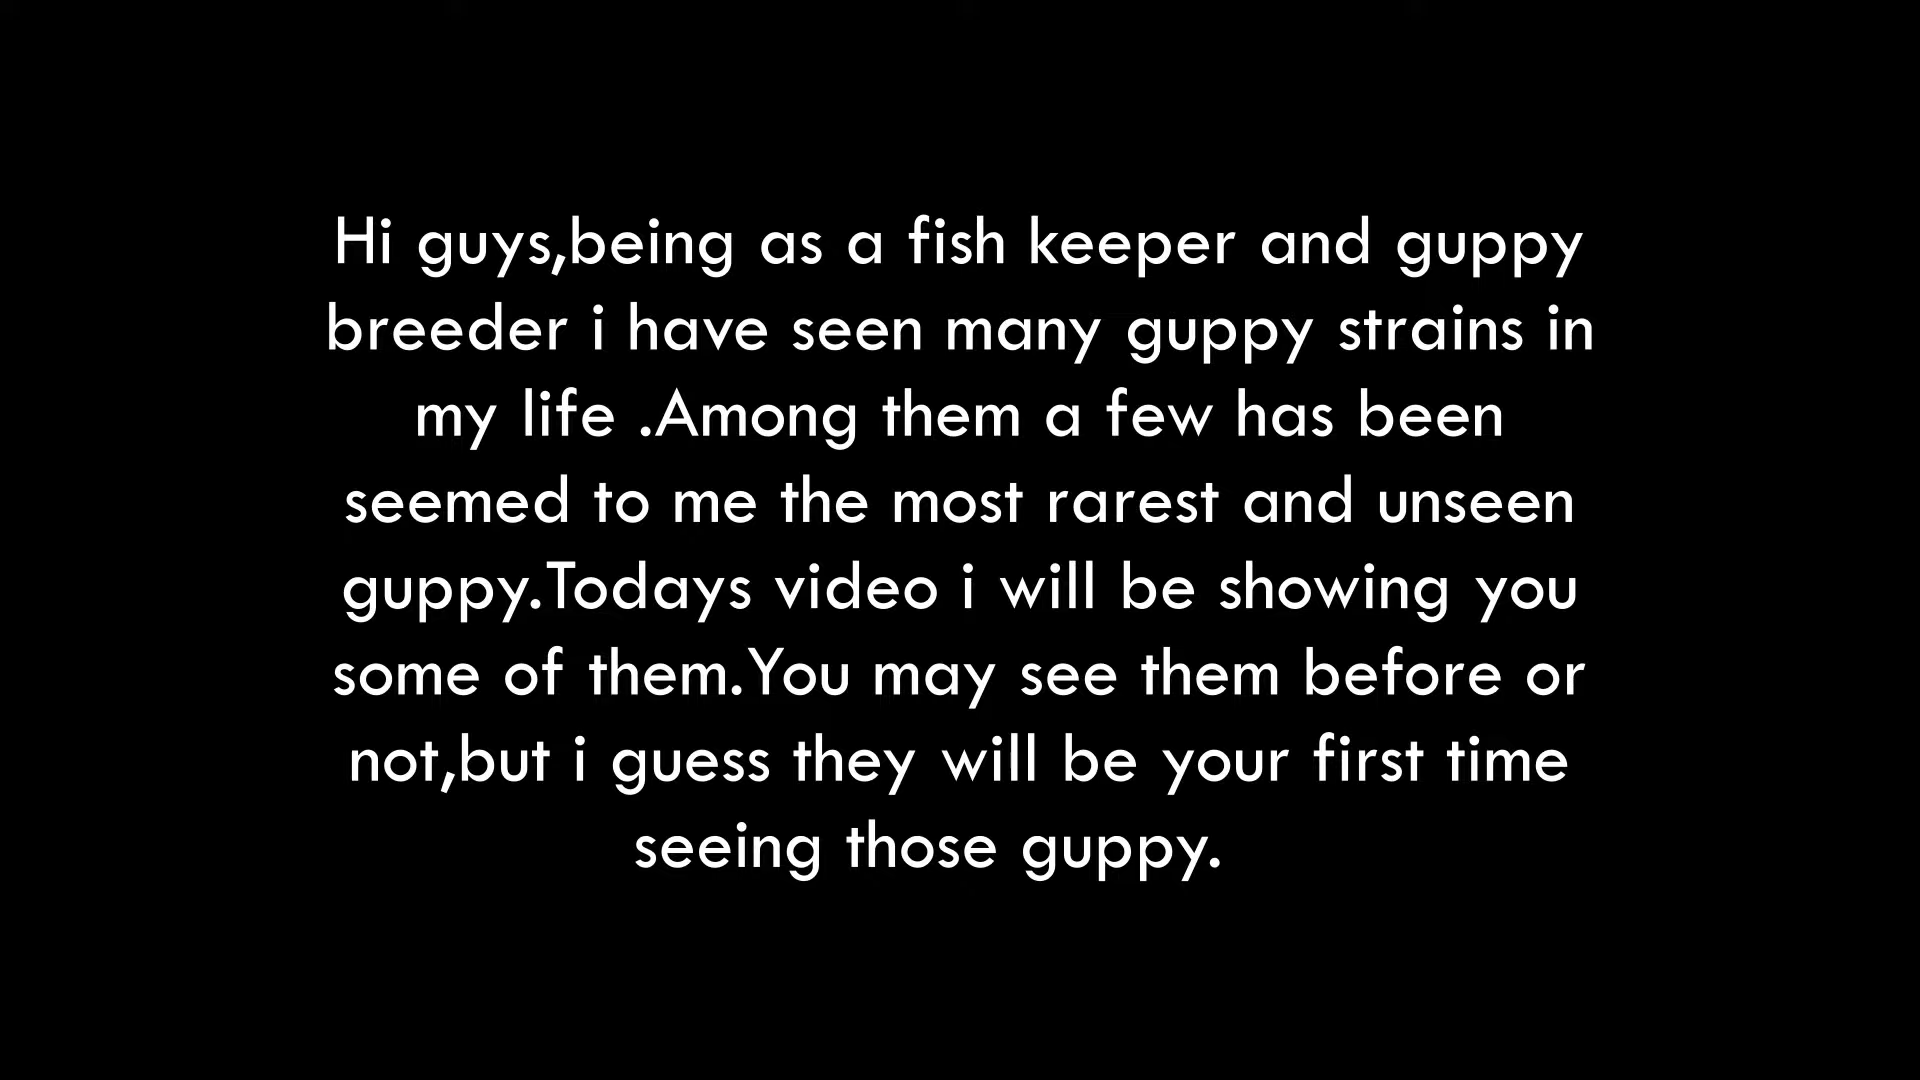 Hi guys,being as a fish keeper and guppy
breeder i have seen many guppy strains in
my life .Among them a few has been
seemed to me the most rarest and unseen
guppy.Todays video i will be showing you
some of them.You may see them before or
not,but i guess they will be your first time
seeing those guppy.